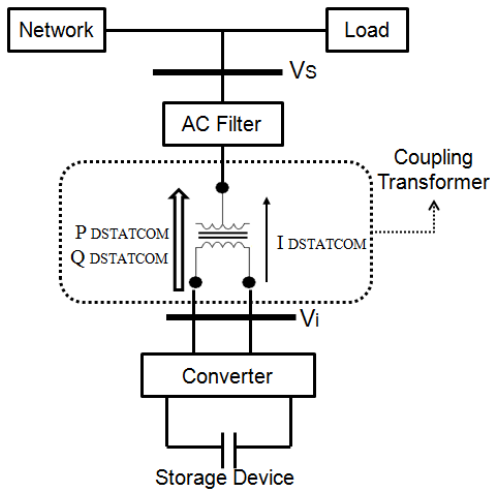 Network
Load
Vs
AC Filter
Coupling
Transformer
P DSTATCOM
Q DSTATCOM
I DSTATCOM
Vi
Converter
Storage Device